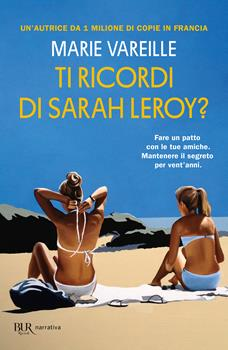 UN'AUTRICE DA 1 MILIONE DI COPIE IN FRANCIA
MARIE VAREILLE
TI RICORDI
DI SARAH LEROY?
Fare un patto
con le tue amiche.
Mantenere il segreto
per vent'anni.
BUR
narrativa